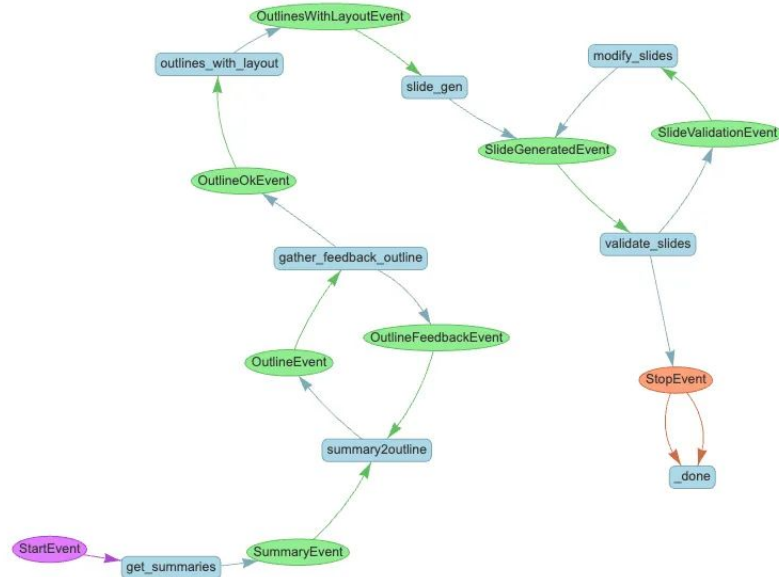 OutlinesWithLayoutEvent
outlines_with_layout
modify_slides
slide_gen
SlideValidationEvent
SlideGeneratedEvent
OutlineOkEvent
validate_slides
gather_feedback_outline
OutlineFeedbackEvent
OutlineEvent
StopEvent
summary2outline
_done
StartEvent
SummaryEvent
get_summaries